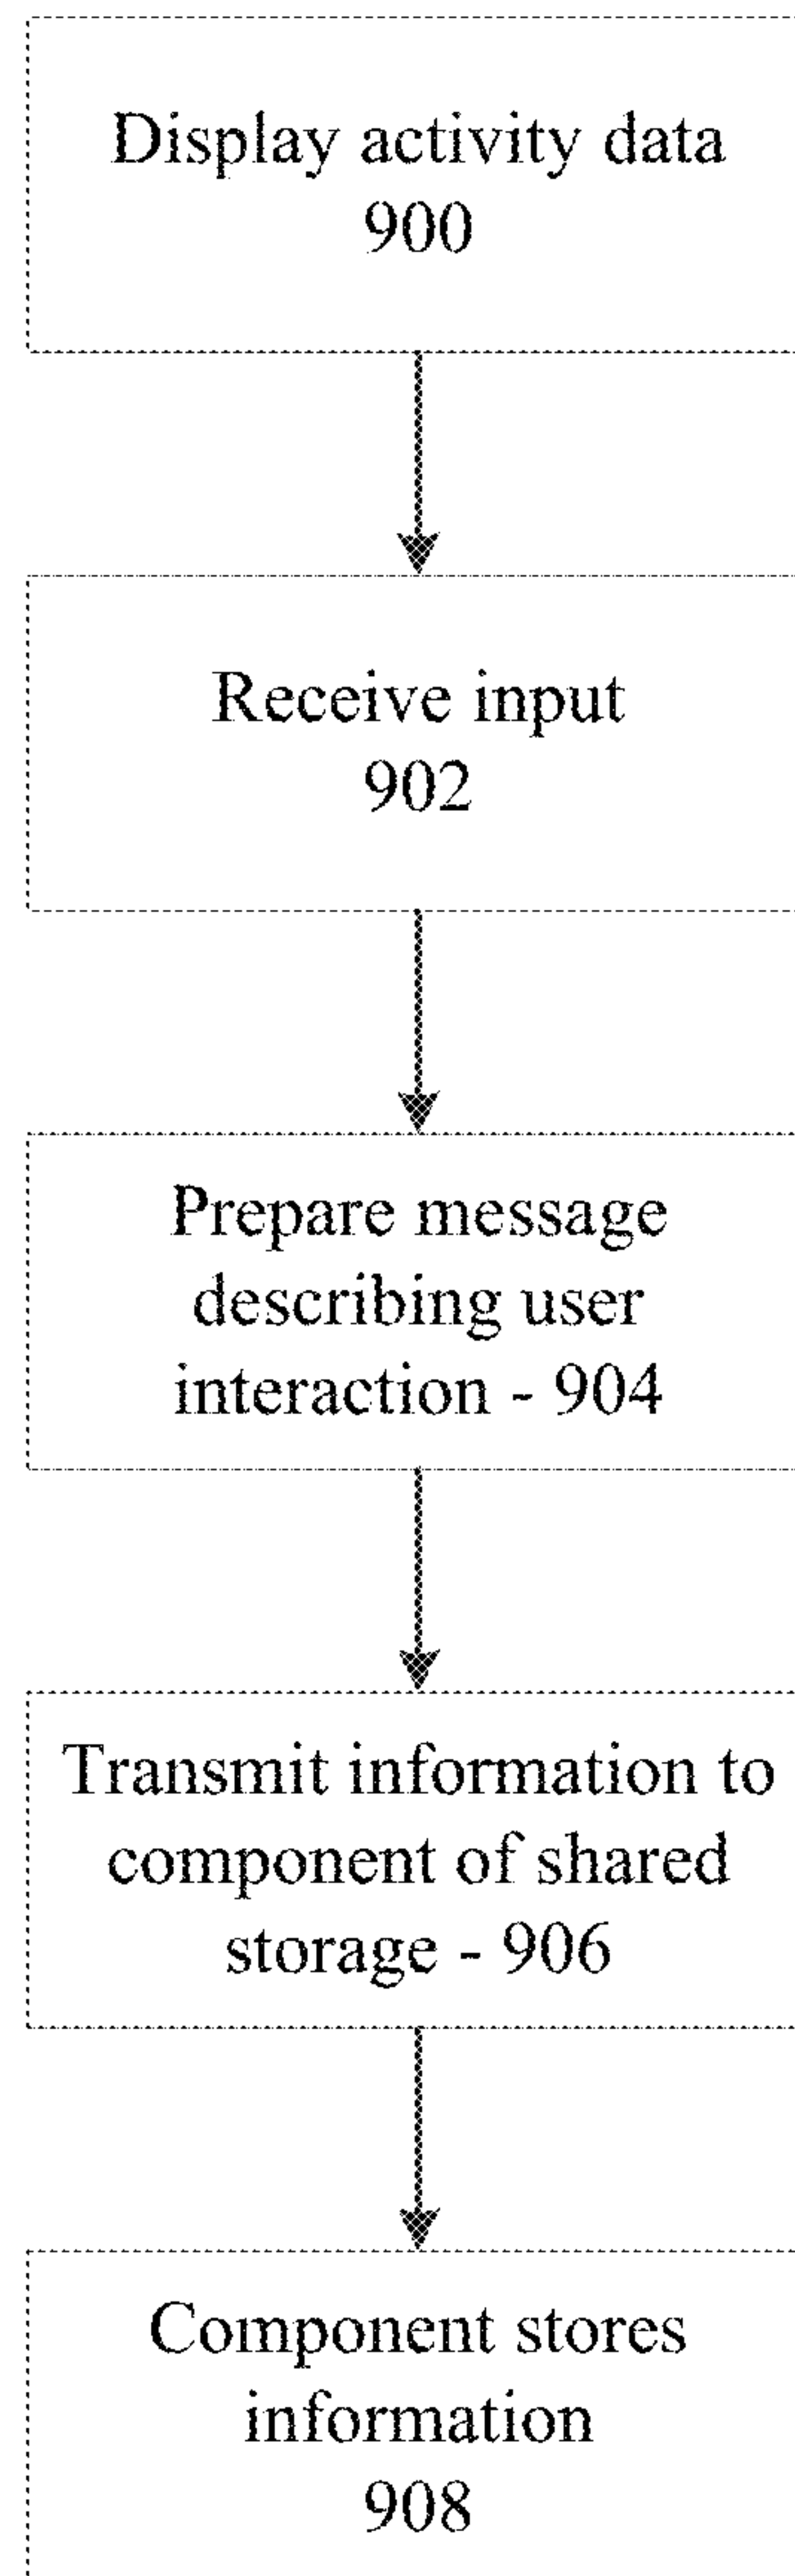 Display activity data
900
Receive input
902
Prepare message
describing user
interaction - 904
Transmit information to
component of shared
storage - 906
Component stores
information
908